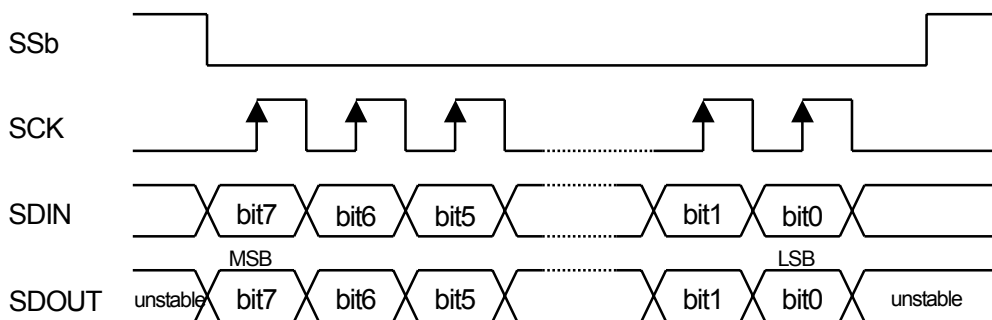 SSb
SCK
SDIN bit7 bit6 bit5 bit1 bit0
MSB LSB
SDOUT unstable bit7 bit6 bit5 bit1 bit0 unstable